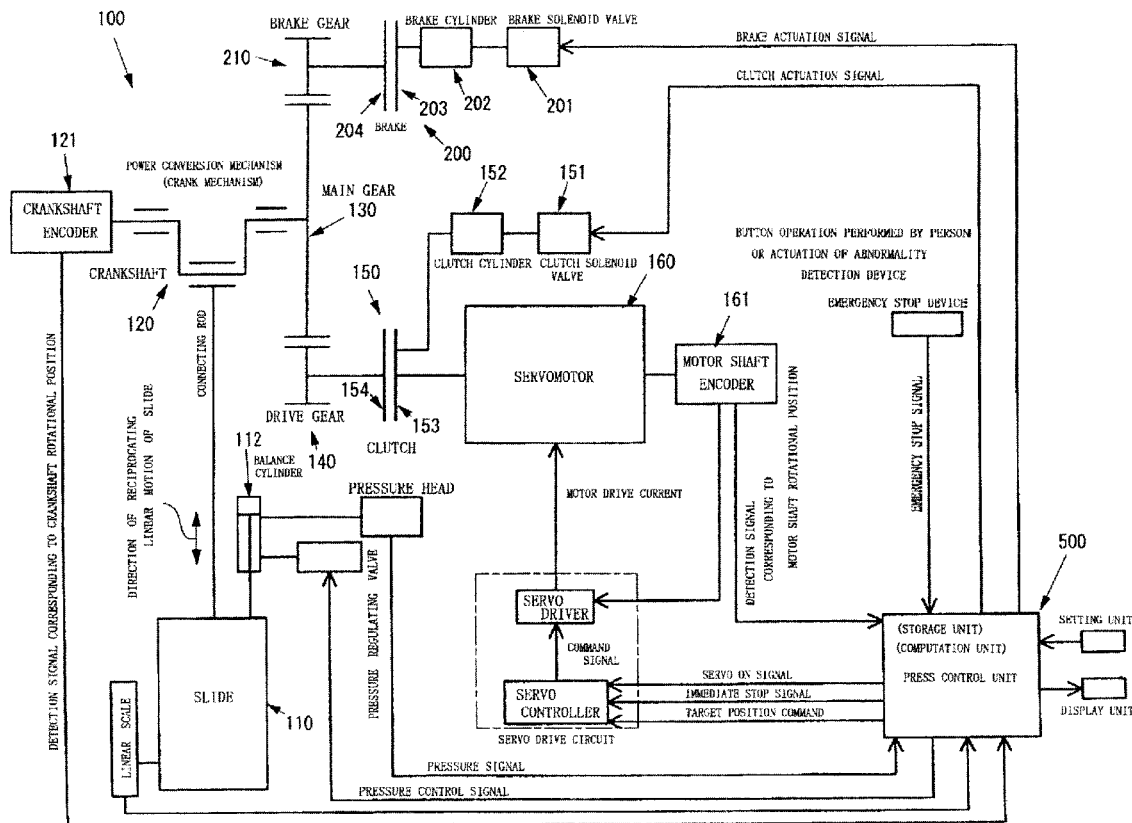 100
BRAKE GEAR
BRAKE CYLINDER
BRAKE SOLENOID VALVE
BRAKE ACTUATION SIGNAL
210
CLUTCH ACTUATION SIGNAL
204
203
202
201
BRAKE
200
121
POWER CONVERSION MECHANISM
(CRANK MECHANISM)
MAIN GEAR
130
152
151
CRANKSHAFT
ENCODER
BUTTON OPERATION PERFORMED BY PERSON
OR ACTUATION OF ABNORMALITY
DETECTION DEVICE
CLUTCH CYLINDER
CLUTCH SOLENOID
VALVE
160
CRANKSHAFT
120
150
161
EMERGENCY STOP DEVICE
CONNECTING ROD
SERVOMOTOR
MOTOR SHAFT
ENCODER
154
153
DRIVE GEAR
140
CLUTCH
112
BALANCE
CYLINDER
PRESSURE HEAD
MOTOR DRIVE CURRENT
DETECTION SIGNAL
CORRESPONDING TO
MOTOR SHAFT ROTATIONAL POSITION
EMERGENCY STOP SIGNAL
DIRECTION OF RECIPROCATING
LINEAR MOTION OF SLIDE
DETECTION SIGNAL CORRESPONDING TO CRANKSHAFT ROTATIONAL POSITION
PRESSURE REGULATING VALVE
500
SERVO
DRIVER
COMMAND
SIGNAL
(STORAGE UNIT)
(COMPUTATION UNIT)
PRESS CONTROL UNIT
SETTING UNIT
DISPLAY UNIT
SERVO ON SIGNAL
IMMEDIATE STOP SIGNAL
TARGET POSITION COMMAND
SERVO
CONTROLLER
SERVO DRIVE CIRCUIT
SLIDE
110
LINEAR SCALE
PRESSURE SIGNAL
PRESSURE CONTROL SIGNAL